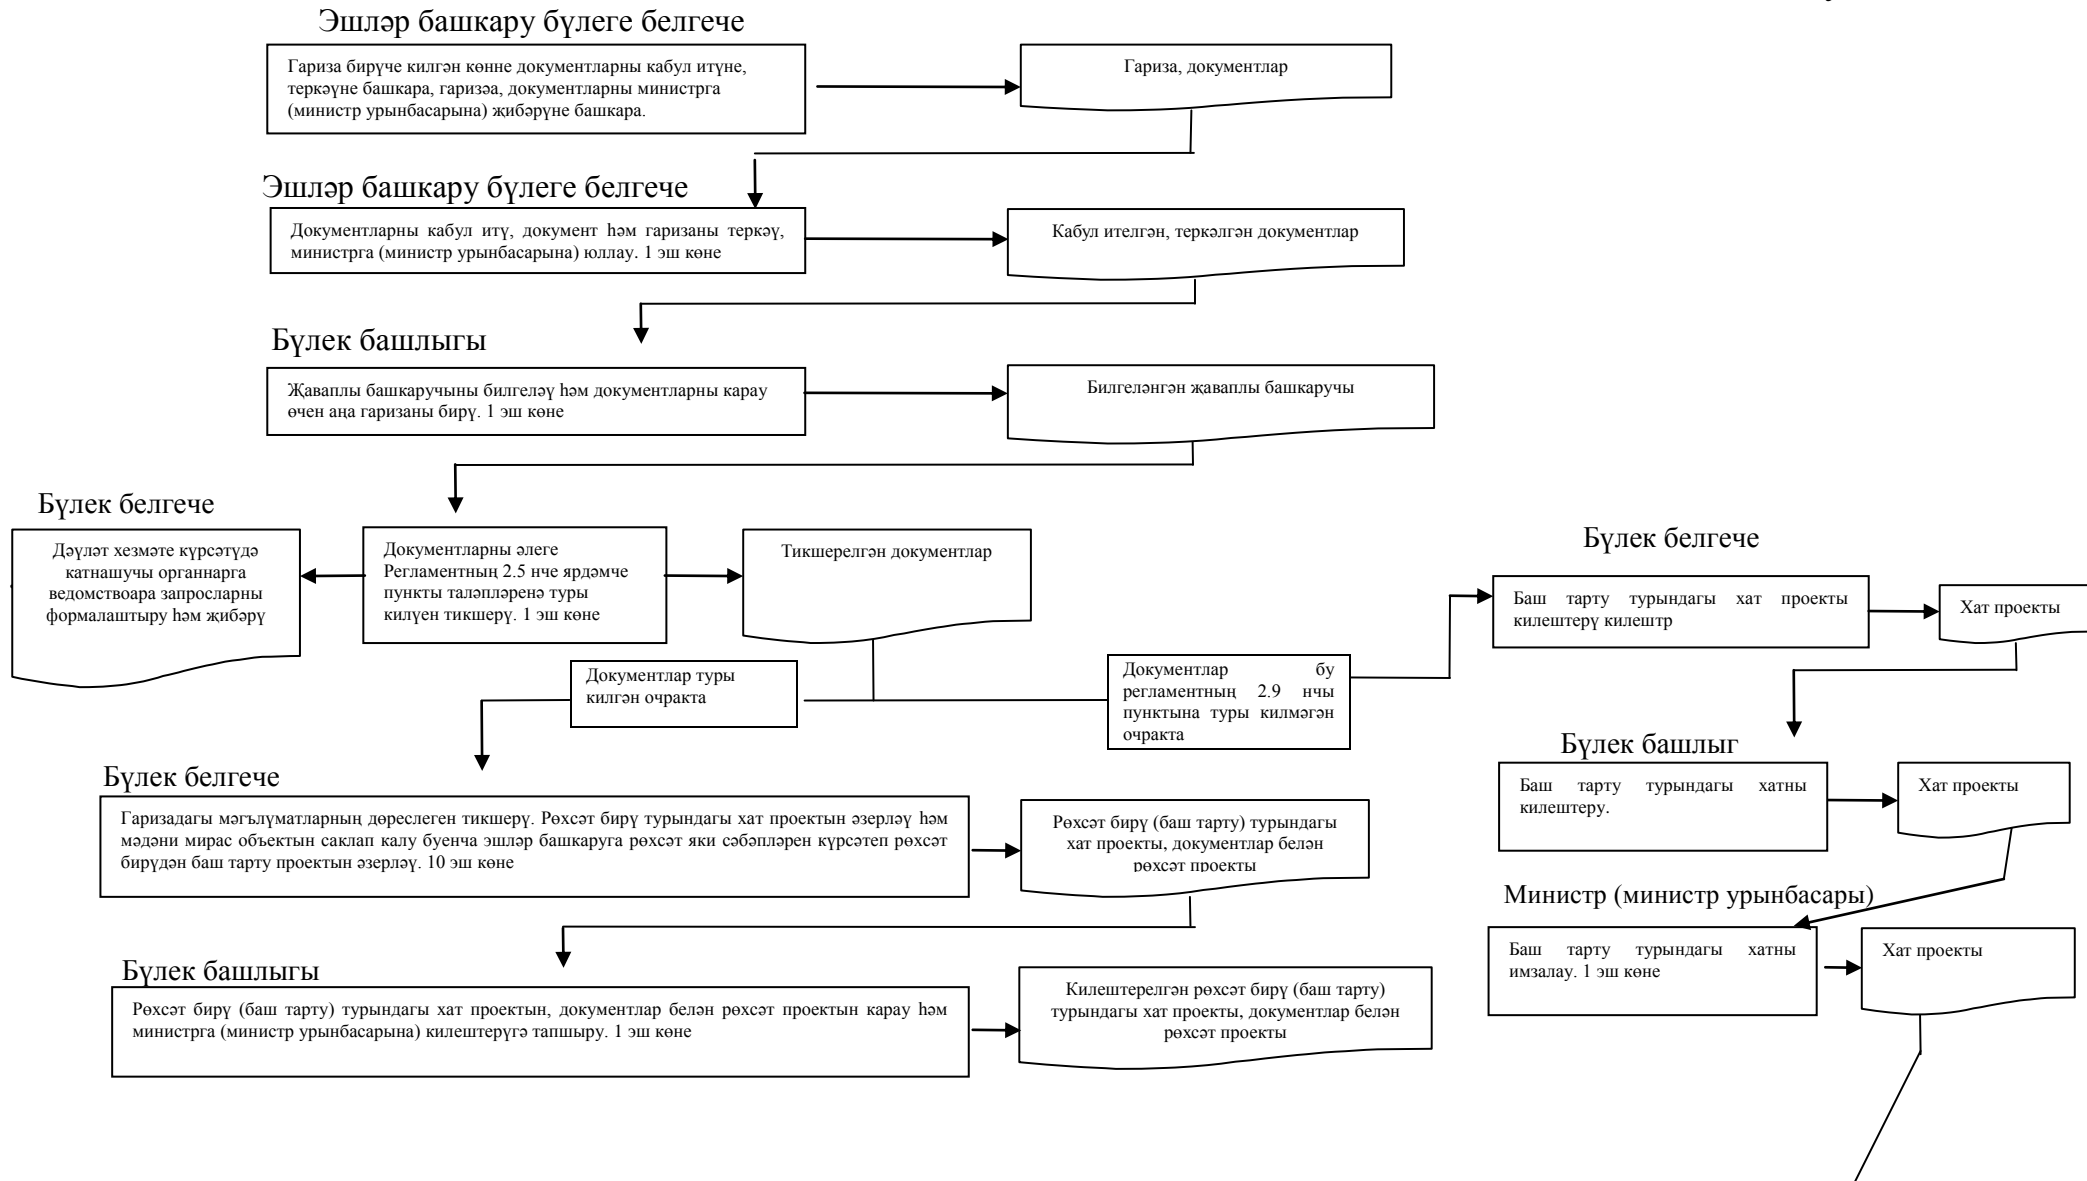 Эшләр башкару бүлеге белгече
Гариза бирүче килгән көнне документларны кабул итүне,
теркәүне башкара, гаризәа, документларны министрга
(министр урынбасарына) җибәрүне башкара.
Гариза, документлар
Эшләр башкару бүлеге белгече
Документларны кабул итү, документ һәм гаризаны теркәү,
министрга (министр урынбасарына) юллау. 1 эш көне
Кабул ителгән, теркәлгән документлар
Бүлек башлыгы
Җаваплы башкаручыны билгеләү һәм документларны карау
өчен аңа гаризаны бирү. 1 эш көне
Билгеләнгән җаваплы башкаручы
Бүлек белгече
Дәүләт хезмәте күрсәтүдә
катнашучы органнарга
ведомствоара запросларны
формалаштыру һәм җибәрү
Документларны әлеге
Регламентның 2.5 нче ярдәмче
пункты таләпләренә туры
килүен тикшерү. 1 эш көне
Тикшерелгән документлар
Бүлек белгече
Баш тарту турындагы хат проекты
килештерү килештр
Хат проекты
Документлар туры
килгән очракта
Документлар бу
регламентның 2.9 нчы
пунктына туры килмәгән
очракта
Бүлек башлыг
Баш тарту турындагы хатны
килештеру.
Хат проекты
Бүлек белгече
Гаризадагы мәгълүматларның дөреслеген тикшерү. Рөхсәт бирү турындагы хат проектын әзерләү һәм
мәдәни мирас объектын саклап калу буенча эшләр башкаруга рөхсәт яки сәбәпләрен күрсәтеп рөхсәт
бирүдән баш тарту проектын әзерләү. 10 эш көне
Рөхсәт бирү (баш тарту) турындагы
хат проекты, документлар белән
рөхсәт проекты
Министр (министр урынбасары)
Баш тарту турындагы хатны
имзалау. 1 эш көне
Хат проекты
Бүлек башлыгы
Рөхсәт бирү (баш тарту) турындагы хат проектын, документлар белән рөхсәт проектын карау һәм
министрга (министр урынбасарына) килештерүгә тапшыру. 1 эш көне
Килештерелгән рөхсәт бирү (баш тарту)
турындагы хат проекты, документлар белән
рөхсәт проекты